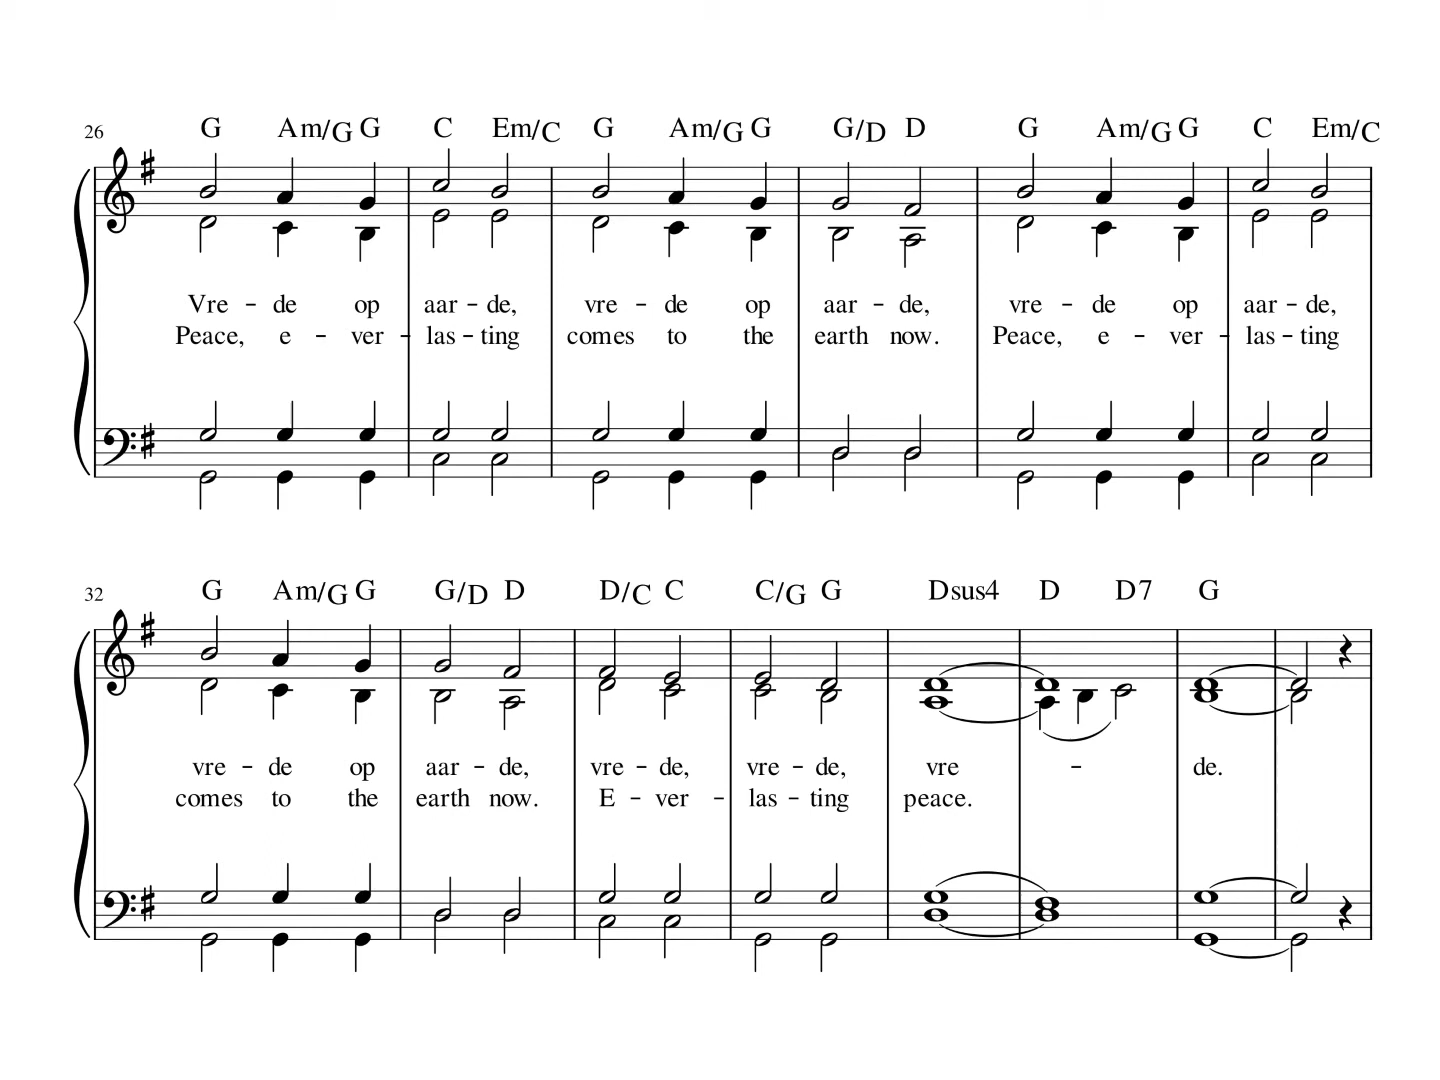 26 G Am/G G C Em/C G Am/G G G/D D G Am/G G C Em/C
Vre - de op aar - de, vre - de op aar - de, vre - de op aar - de,
Peace, e - ver - las - ting comes to the earth now. Peace, e - ver - las - ting
32 G Am/G G G/D D D/C C C/G G Dsus4 D D7 G
vre - de op aar - de, vre - de, vre - de, vre - de.
comes to the earth now. E - ver - las - ting peace.